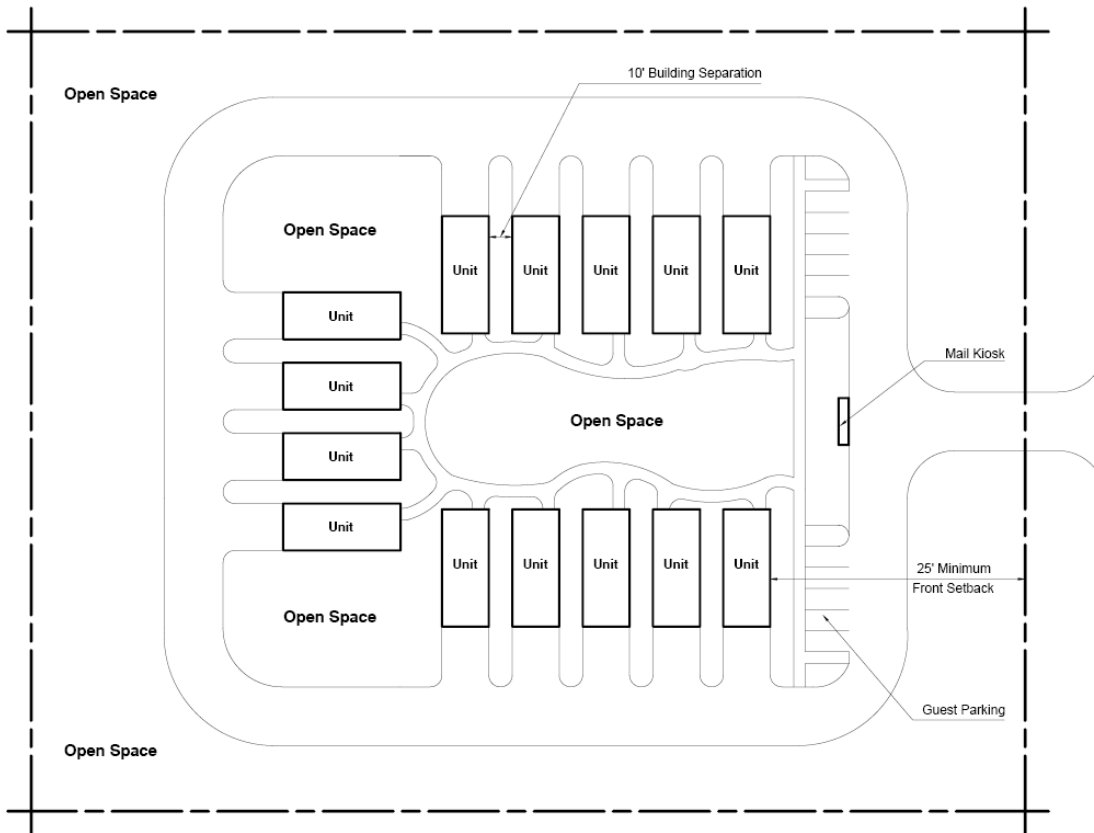 10' Building Separation
Open Space
Open Space
Unit
Unit
Unit
Unit
Unit
Unit
Mail Kiosk
Unit
Open Space
Unit
Unit
Unit
Unit
Unit
Unit
Unit
25' Minimum
Front Setback
Open Space
Guest Parking
Open Space